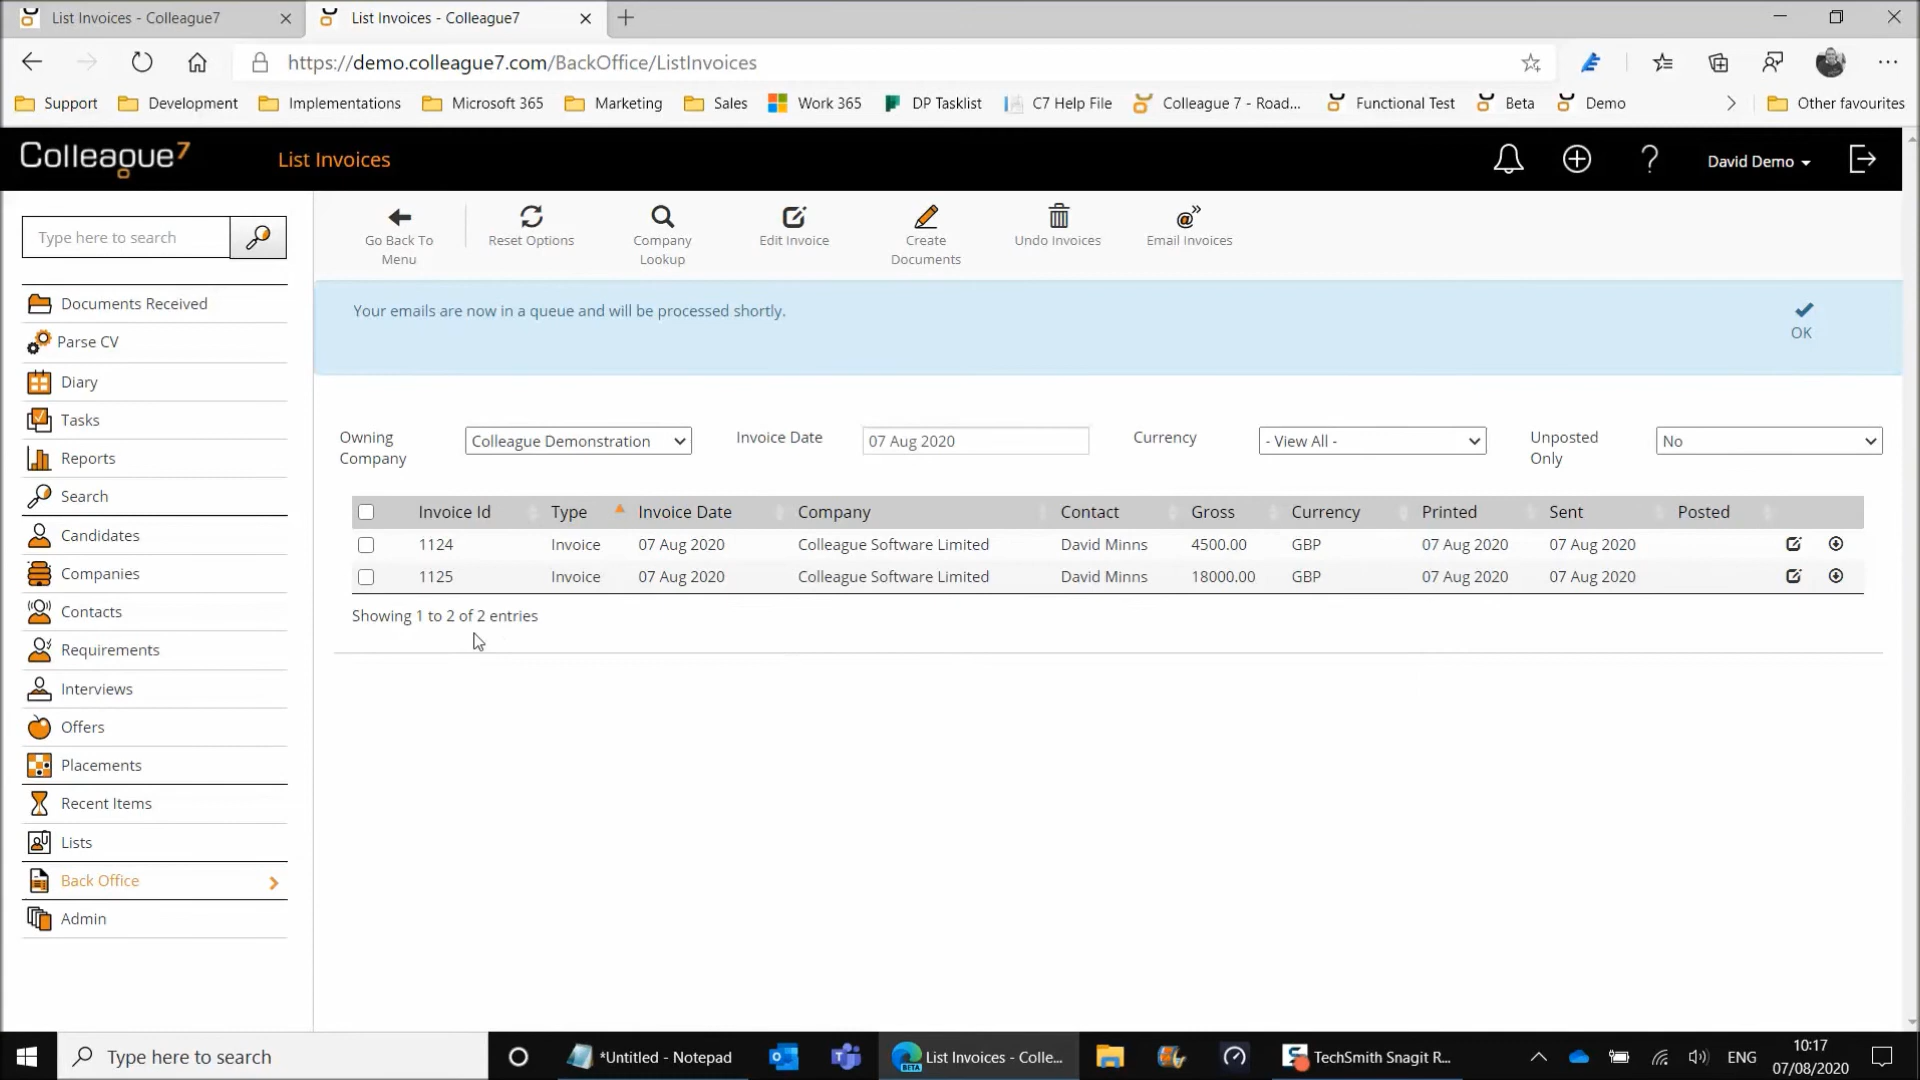 List Invoices - Colleague7
List Invoices - Colleague7
https://demo.colleague7.com/BackOffice/ListInvoices
Support
Development
Implementations
Microsoft 365
Marketing
Sales
Work 365
DP Tasklist
C7 Help File
Colleague 7 - Road...
Functional Test
Beta
Demo
Other favourites
Colleague7
List Invoices
David Demo
Type here to search
Go Back To
Menu
Reset Options
Company
Lookup
Edit Invoice
Create
Documents
Undo Invoices
Email Invoices
Your emails are now in a queue and will be processed shortly.
OK
Documents Received
Parse CV
Diary
Tasks
Reports
Search
Candidates
Companies
Contacts
Requirements
Interviews
Offers
Placements
Recent Items
Lists
Back Office
Admin
Owning
Company
Colleague Demonstration
Invoice Date
07 Aug 2020
Currency
- View All -
Unposted
Only
No
Invoice Id Type Invoice Date Company Contact Gross Currency Printed Sent Posted
1124 Invoice 07 Aug 2020 Colleague Software Limited David Minns 4500.00 GBP 07 Aug 2020 07 Aug 2020
1125 Invoice 07 Aug 2020 Colleague Software Limited David Minns 18000.00 GBP 07 Aug 2020 07 Aug 2020
Showing 1 to 2 of 2 entries
Type here to search
*Untitled - Notepad
BETA
List Invoices - Colle...
TechSmith Snagit R...
ENG
10:17
07/08/2020